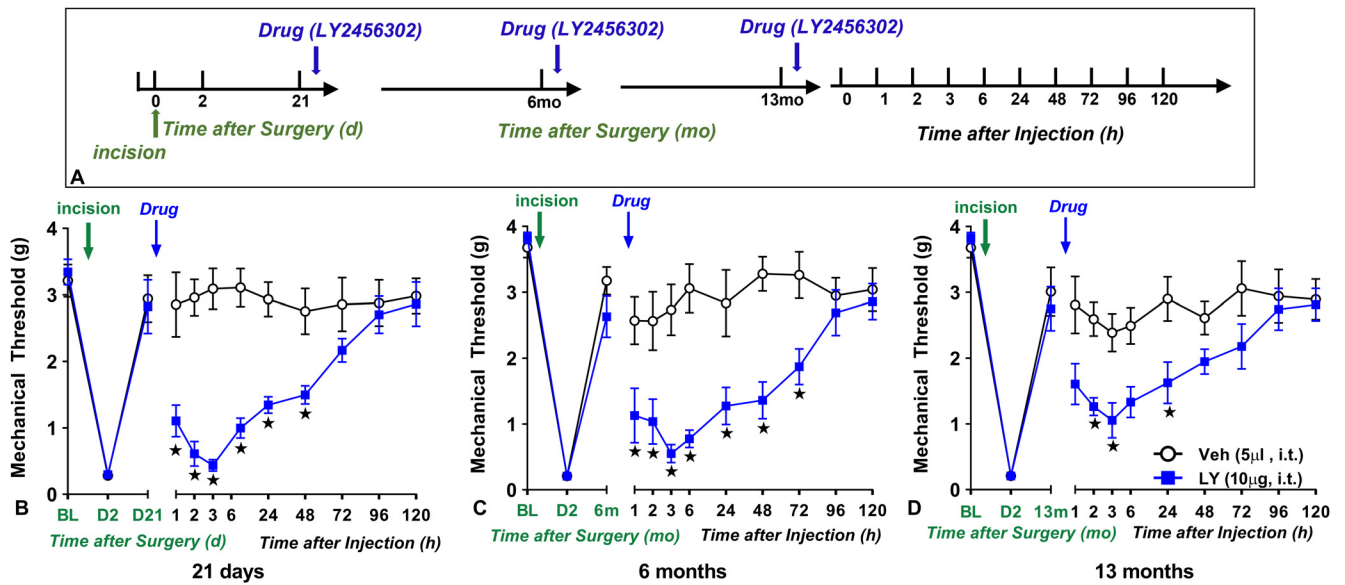 Drug (LY2456302) Drug (LY2456302) Drug (LY2456302)
0 2 21 6mo 13mo 0 1 2 3 6 24 48 72 96 120
Time after Surgery (d) Time after Surgery (mo) Time after Injection (h)
incision
A
incision Drug
Mechanical Threshold (g)
4
3
2
1
0
BL D2 D21 1 2 3 6 24 48 72 96 120
Time after Surgery (d) Time after Injection (h)
B
21 days
incision Drug
Mechanical Threshold (g)
4
3
2
1
0
BL D2 6m 1 2 3 6 24 48 72 96 120
Time after Surgery (mo) Time after Injection (h)
C
6 months
incision Drug
Mechanical Threshold (g)
4
3
2
1
0
Veh (5µl , i.t.)
LY (10µg, i.t.)
BL D2 13m 1 2 3 6 24 48 72 96 120
Time after Surgery (mo) Time after Injection (h)
D
13 months